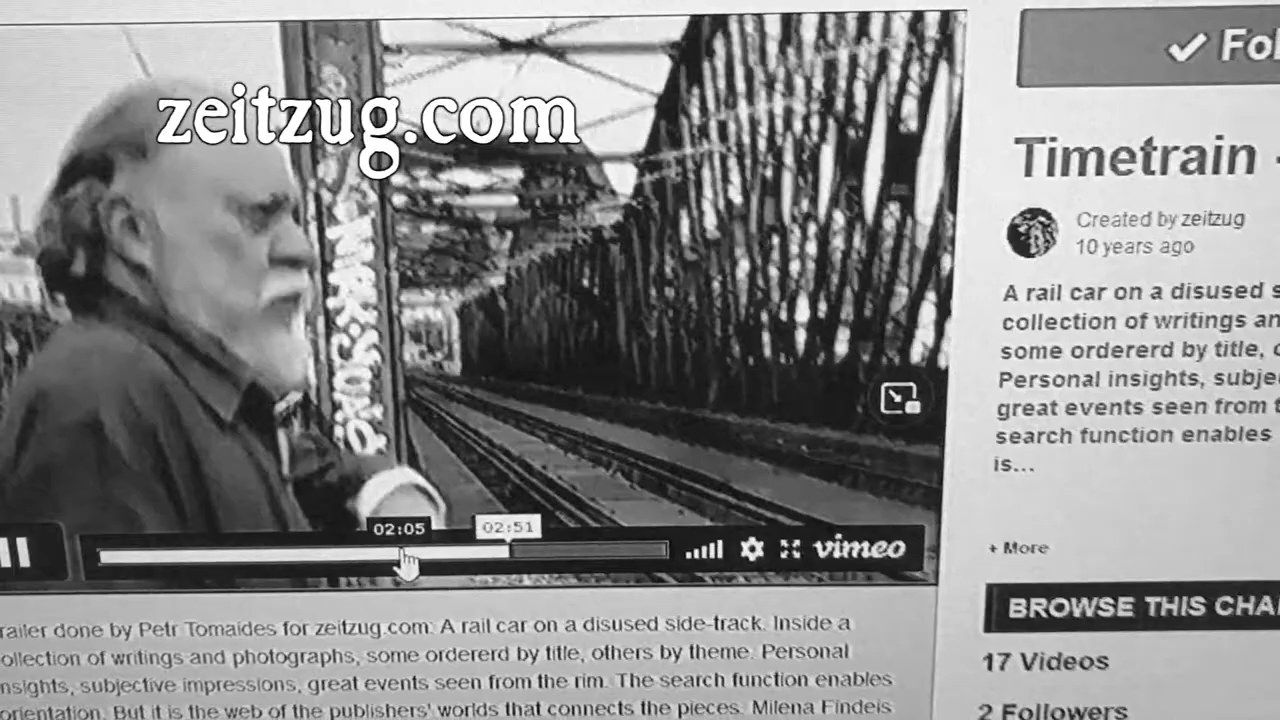 zeitzug.com
02:05
02:51
vimeo
railer done by Petr Tomaides for zeitzug.com: A rail car on a disused side-track. Inside a
ollection of writings and photographs, some ordererd by title, others by theme. Personal
nsights, subjective impressions, great events seen from the rim. The search function enables
orientation. But it is the web of the publishers' worlds that connects the pieces. Milena Findeis
Fol
Timetrain -
Created by zeitzug
10 years ago
A rail car on a disused s
collection of writings an
some ordererd by title, o
Personal insights, subje
great events seen from t
search function enables
is...
+ More
BROWSE THIS CHA
17 Videos
2 Followers